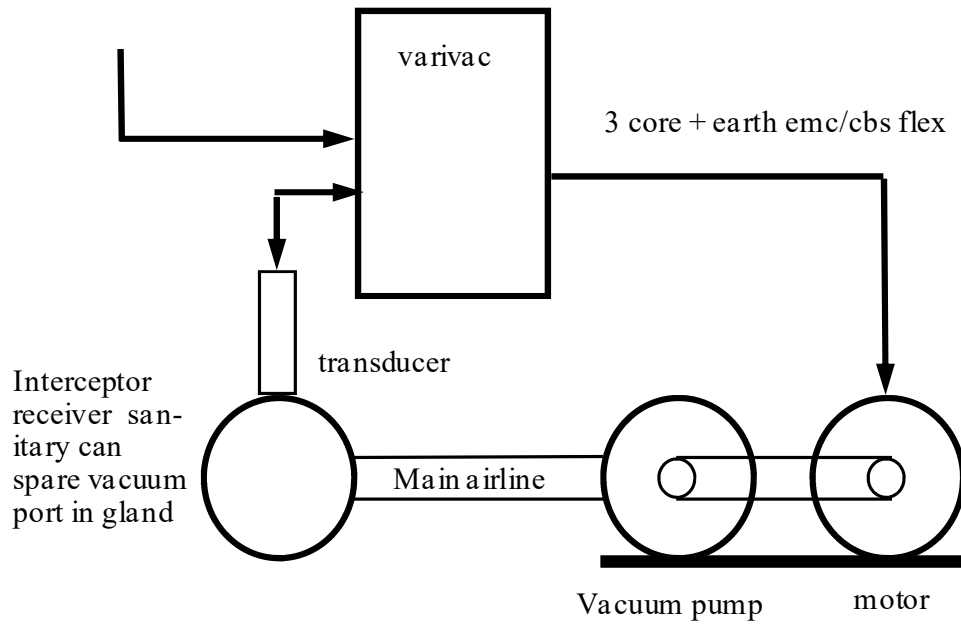 varivac
3 core + earth emc/cbs flex
transducer
Interceptor
receiver san-
itary can
spare vacuum
port in gland
Main airline
Vacuum pump
motor